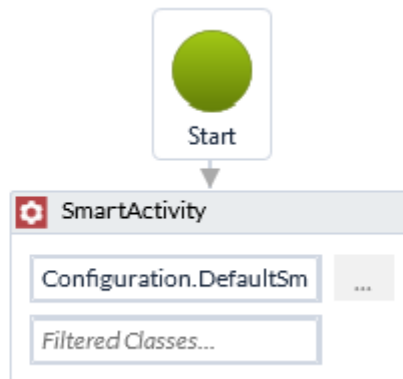 Start
SmartActivity
Configuration.DefaultSm
...
Filtered Classes...